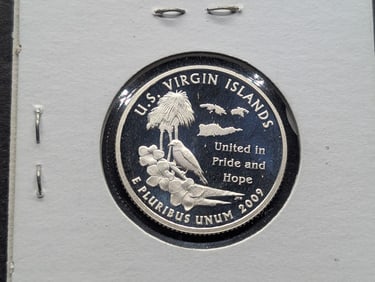 U.S. VIRGIN ISLANDS
United in
Pride and
Hope
E PLURIBUS UNUM 2009